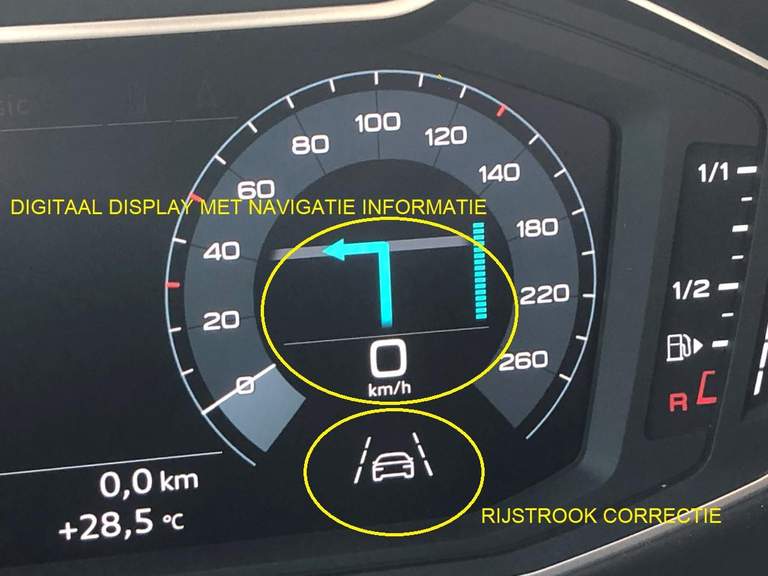 sic
100
80
120
60
140
DIGITAAL DISPLAY MET NAVIGATIE INFORMATIE
40
180
20
220
0
260
0
km/h
0,0 km
+28,5 °C
1/1
1/2
R
RIJSTROOK CORRECTIE